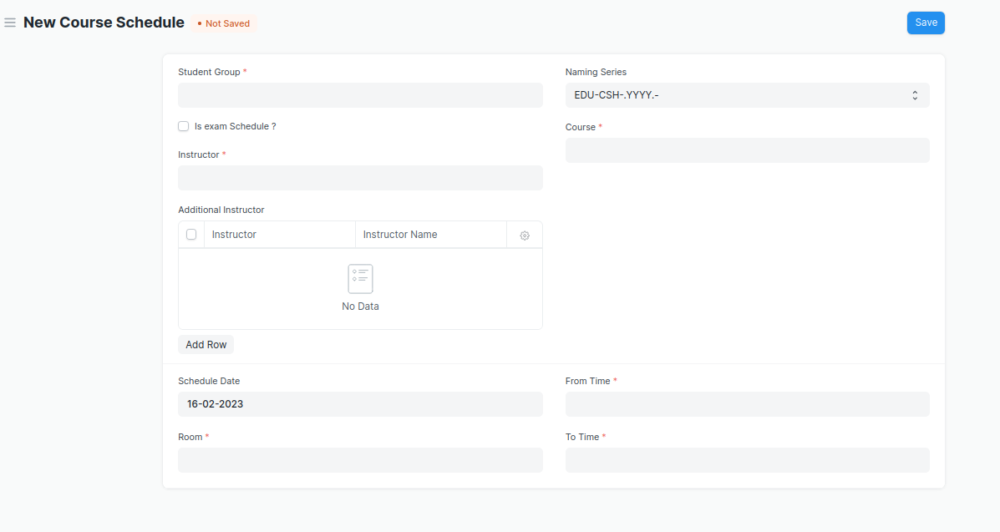 New Course Schedule
• Not Saved
Save
Student Group *
Naming Series
EDU-CSH-.YYYY.-
Is exam Schedule ?
Course *
Instructor *
Additional Instructor
Instructor
Instructor Name
No Data
Add Row
Schedule Date
16-02-2023
From Time *
Room *
To Time *